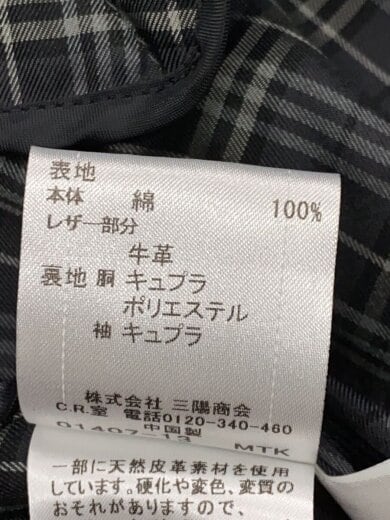 表地
本体 綿 100%
レザー部分
牛革
裏地 胴 キュプラ
ポリエステル
袖 キュプラ
株式会社 三陽商会
C.R.室 電話0120-340-460
中国製
01407-13 MTK
一部に天然皮革素材を使用
しています。硬化や変色、変質の
おそれがありますので、